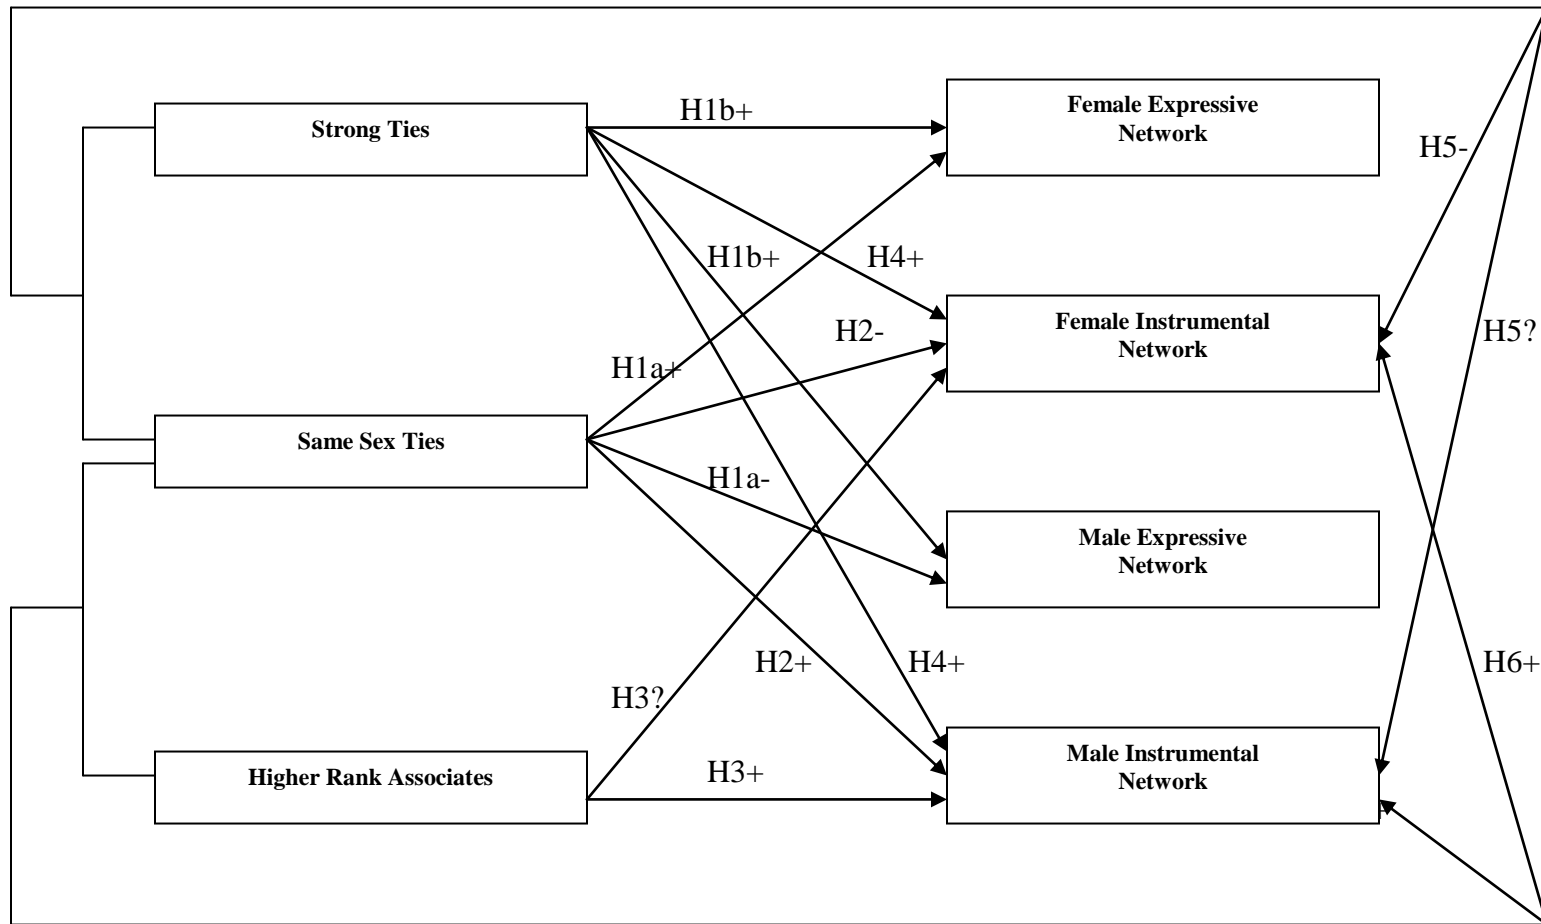 H1b+
Female Expressive
Network
Strong Ties
H5-
H1b+
H4+
Female Instrumental
Network
H2-
H5?
H1a+
Same Sex Ties
H1a-
Male Expressive
Network
H2+
H4+
H6+
H3?
Male Instrumental
Network
Higher Rank Associates
H3+